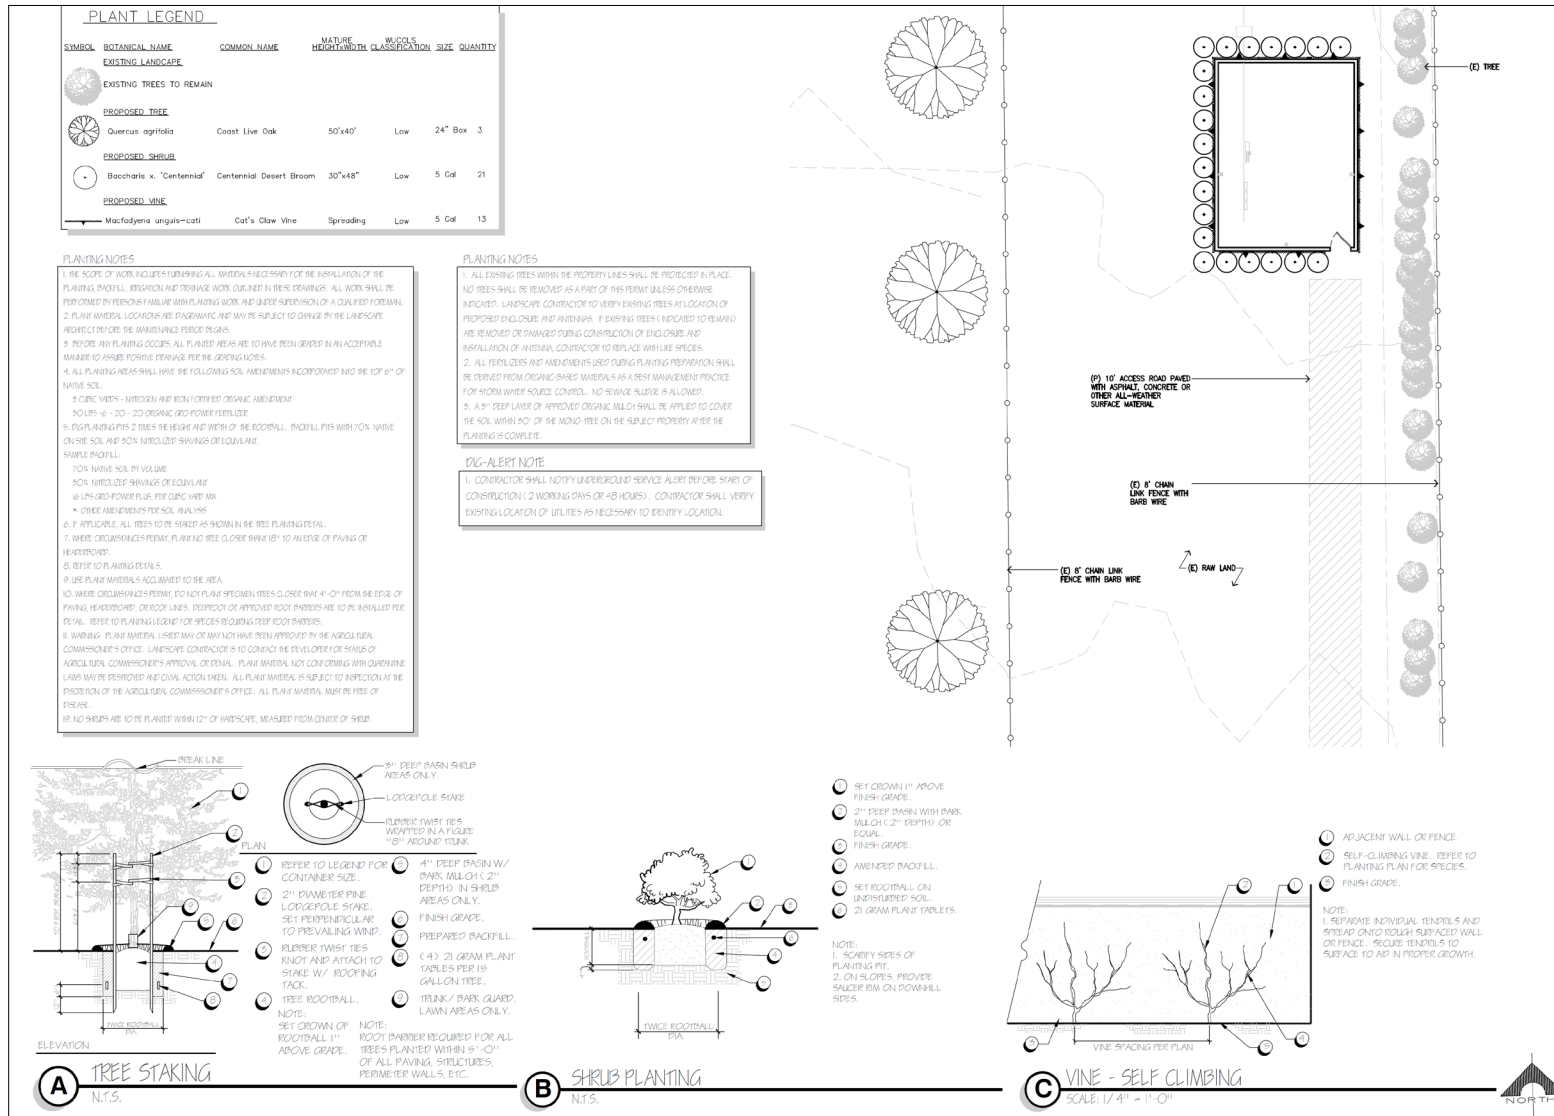 PLANT LEGEND
SYMBOL BOTANICAL NAME COMMON NAME MATURE HEIGHTxWIDTH WUCOLS CLASSIFICATION SIZE QUANTITY
EXISTING LANDSCAPE
EXISTING TREES TO REMAIN
PROPOSED TREE
Quercus agrifolia Coast Live Oak 50'x40' Low 24" Box 3
PROPOSED SHRUB
Baccharis x. 'Centennial' Centennial Desert Broom 30"x48" Low 5 Gal 21
PROPOSED VINE
Macfadyena unguis-cati Cat's Claw Vine Spreading Low 5 Gal 13
PLANTING NOTES
1. THE SCOPE OF WORK INCLUDES FURNISHING ALL MATERIALS NECESSARY FOR THE INSTALLATION OF THE
PLANTING, BACKFILL, IRRIGATION AND DRAINAGE WORK OUTLINED IN THESE DRAWINGS. ALL WORK SHALL BE
PERFORMED BY PERSONS FAMILIAR WITH PLANTING WORK AND UNDER SUPERVISION OF A QUALIFIED FOREMAN.
2. PLANT MATERIAL LOCATIONS ARE DIAGRAMATIC AND MAY BE SUBJECT TO CHANGE BY THE LANDSCAPE
ARCHITECT BEFORE THE MAINTENANCE PERIOD BEGINS.
3 BEFORE ANY PLANTING OCCURS, ALL PLANTED AREAS ARE TO HAVE BEEN GRADED IN AN ACCEPTABLE
MANNER TO ASSURE POSITIVE DRAINAGE PER THE GRADING NOTES.
4. ALL PLANTING AREAS SHALL HAVE THE FOLLOWING SOIL AMENDMENTS INCORPORATED INTO THE TOP 6" OF
NATIVE SOIL:
3 CUBIC YARDS - NITROGEN AND IRON FORTIFIED ORGANIC AMENDMENT
30 LBS -6 - 20 - 20 ORGANIC GRO-POWER FERILIZER
5. DIG PLANTING PITS 2 TIMES THE HEIGHT AND WIDTH OF THE ROOTBALL. BACKFILL PITS WITH 70% NATIVE
ON SITE SOIL AND 30% NITROLIZED SHAVINGS OR EQUIVILANT.
SAMPLE BACKFILL:
70% NATIVE SOIL BY VOLUME
30% NITROLIZED SHAVINGS OR EQUIVLANT
16 LBS GRO-POWER PLUS, PER CUBIC YARD MIX.
* OTHER AMENDMENTS PER SOIL ANALYSIS
6. IF APPLICABLE, ALL TREES TO BE STAKED AS SHOWN IN THE TREE PLANTING DETAIL.
7. WHERE CIRCUMSTANCES PERMIT, PLANT NO TREE CLOSER THANT 18" TO AN EDGE OF PAVING OR
HEADERBOARD.
8. REFER TO PLANTING DETAILS.
9. USE PLANT MATERIALS ACCLIMATED TO THE AREA.
10. WHERE CIRCUMSTANCES PERMIT, DO NOT PLANT SPECIMEN TREES CLOSER THAT 4'-0" FROM THE EDGE OF
PAVING, HEADERBOARD, OR ROOF LINES. DEEPROOT OR APPROVED ROOT BARRIERS ARE TO BE INSTALLED PER
DETAIL. REFER TO PLANTING LEGEND FOR SPECIES REQUIRING DEEP ROOT BARRIERS.
11. WARNING: PLANT MATERIAL LISTED MAY OR MAY NOT HAVE BEEN APPROVED BY THE AGRICULTURAL
COMMISSIONER'S OFFICE. LANDSCAPE CONTRACTOR IS TO CONTACT THE DEVELOPER FOR STATUS OF
AGRICULTURAL COMMISSIONER'S APPROVAL OR DENIAL. PLANT MATERIAL NOT CONFORMING WITH QUARANTINE
LAWS MAY BE DESTROYED AND CIVIAL ACTION TAKEN. ALL PLANT MATERIAL IS SUBJECT TO INSPECTION AT THE
DISCRETION OF THE AGRICULTURAL COMMISSSIONER'S OFFICE. ALL PLANT MATERIAL MUST BE FREE OF
DISEASE.
19. NO SHRUBS ARE TO BE PLANTED WITHIN 12" OF HARDSCAPE, MEASURED FROM CENTER OF SHRUB.
PLANTING NOTES
1. ALL EXISTING TREES WITHIN THE PROPERTY LINES SHALL BE PROTECTED IN PLACE.
NO TREES SHALL BE REMOVED AS A PART OF THIS PERMIT UNLESS OTHERWISE
INDICATED. LANDSCAPE CONTRACTOR TO VERIFY EXISTING TREES AT LOCATION OF
PROPOSED ENCLOSURE AND ANTENNAS. IF EXISTING TREES (INDICATED TO REMAIN)
ARE REMOVED OR DAMAGED DURING CONSTRUCTION OF ENCLOSURE AND
INSTALLATION OF ANTENNA, CONTRACTOR TO REPLACE WITH LIKE SPECIES.
2. ALL FERTILIZERS AND AMENDMENTS USED DURING PLANTING PREPARATION SHALL
BE DERIVED FROM ORGANIC-BASED MATERIALS AS A BEST MANAGEMENT PRACTICE
FOR STORM WATER SOURCE CONTROL. NO SEWAGE SLUDGE IS ALLOWED.
3. A 3" DEEP LAYER OF APPROVED ORGANIC MULCH SHALL BE APPLIED TO COVER
THE SOIL WITHIN 30' OF THE MONO-TREE ON THE SUBJECT PROPERTY AFTER THE
PLANTING IS COMPLETE.
DIG-ALERT NOTE
1. CONTRACTOR SHALL NOTIFY UNDERGROUND SERVICE ALERT BEFORE START OF
CONSTRUCTION (2 WORKING DAYS OR 48 HOURS). CONTRACTOR SHALL VERIFY
EXISTING LOCATION OF UTILITIES AS NECESSARY TO IDENTIFY LOCATION.
(E) TREE
(P) 10' ACCESS ROAD PAVED
WITH ASPHALT, CONCRETE OR
OTHER ALL-WEATHER
SURFACE MATERIAL
(E) 8' CHAIN
LINK FENCE WITH
BARB WIRE
(E) 8' CHAIN LINK
FENCE WITH BARB WIRE
(E) RAW LAND
BREAK LINE
3" DEEP BASIN SHRUB
AREAS ONLY
LODGEPOLE STAKE
RUBBER TWIST TIES
WRAPPED IN A FIGURE
"8" AROUND TRUNK
PLAN
1 REFER TO LEGEND FOR
CONTAINER SIZE.
2 2" DIAMETER PINE
LODGEPOLE STAKE.
SET PERPENDICULAR
TO PREVAILING WIND.
3 RUBBER TWIST TIES
KNOT AND ATTACH TO
STAKE W/ ROOFING
TACK.
4 TREE ROOTBALL.
NOTE:
SET CROWN OF
ROOTBALL 1"
ABOVE GRADE.
5 4" DEEP BASIN W/
BARK MULCH (2"
DEPTH) IN SHRUB
AREAS ONLY.
6 FINISH GRADE.
7 PREPARED BACKFILL.
8 (4) 21 GRAM PLANT
TABLES PER 15
GALLON TREE.
9 TRUNK/ BARK GUARD.
LAWN AREAS ONLY.
NOTE:
ROOT BARRIER REQUIRED FOR ALL
TREES PLANTED WITHIN 5'-0"
OF ALL PAVING, STRUCTURES,
PERIMETER WALLS, ETC.
TWICE ROOTBALL
DIA.
ELEVATION
A TREE STAKING
N.T.S.
1 SET CROWN 1" ABOVE
FINISH GRADE.
2 2" DEEP BASIN WITH BARK
MULCH (2" DEPTH) OR
EQUAL.
3 FINISH GRADE.
4 AMENDED BACKFILL.
5 SET ROOTBALL ON
UNDISTURBED SOIL.
6 21 GRAM PLANT TABLETS.
NOTE:
1. SCARIFY SIDES OF
PLANTING PIT.
2. ON SLOPES, PROVIDE
SAUCER RIM ON DOWNHILL
SIDES.
TWICE ROOTBALL
DIA.
B SHRUB PLANTING
N.T.S.
1 ADJACENT WALL OR FENCE.
2 SELF-CLIMBING VINE. REFER TO
PLANTING PLAN FOR SPECIES.
3 FINISH GRADE.
NOTE:
1. SEPARATE INDIVIDUAL TENDRILS AND
SPREAD ONTO ROUGH SURFACED WALL
OR FENCE. SECURE TENDRILS TO
SURFACE TO AID IN PROPER GROWTH.
VINE SPACING PER PLAN
C VINE - SELF CLIMBING
SCALE: 1/4" = 1'-0"
NORTH